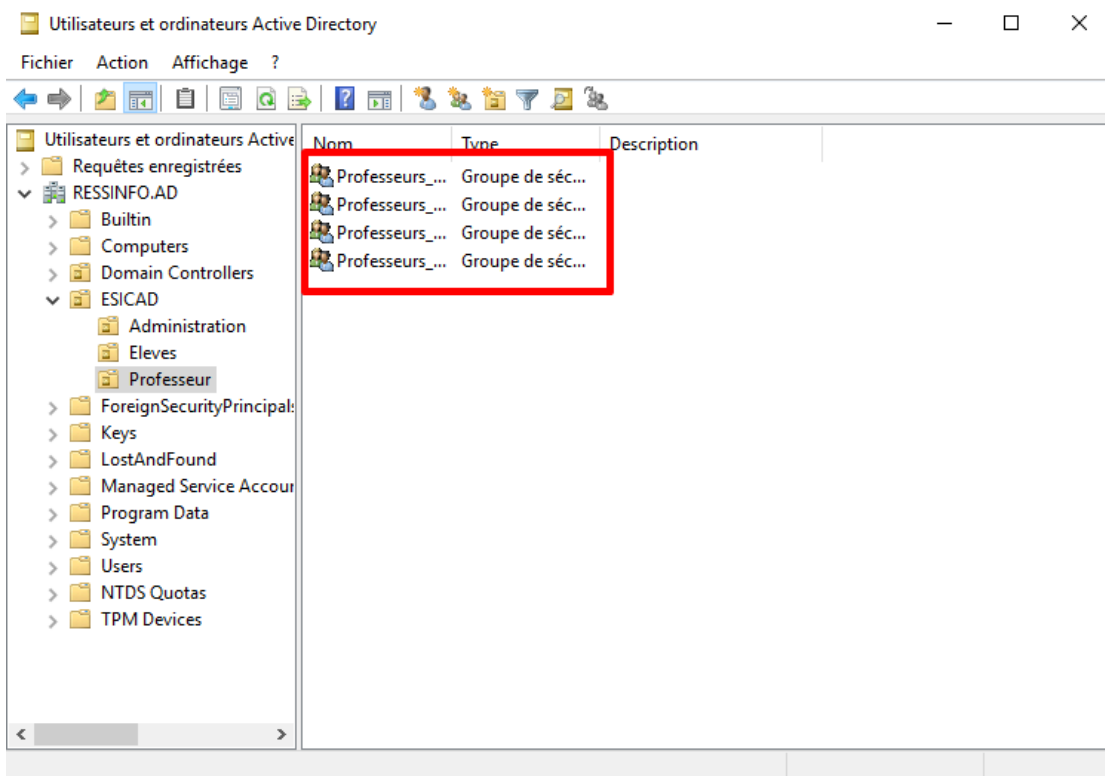 Utilisateurs et ordinateurs Active Directory
Fichier Action Affichage ?
Utilisateurs et ordinateurs Active
Requêtes enregistrées
RESSINFO.AD
Builtin
Computers
Domain Controllers
ESICAD
Administration
Eleves
Professeur
ForeignSecurityPrincipals
Keys
LostAndFound
Managed Service Accour
Program Data
System
Users
NTDS Quotas
TPM Devices
Nom Type Description
Professeurs_... Groupe de séc...
Professeurs_... Groupe de séc...
Professeurs_... Groupe de séc...
Professeurs_... Groupe de séc...